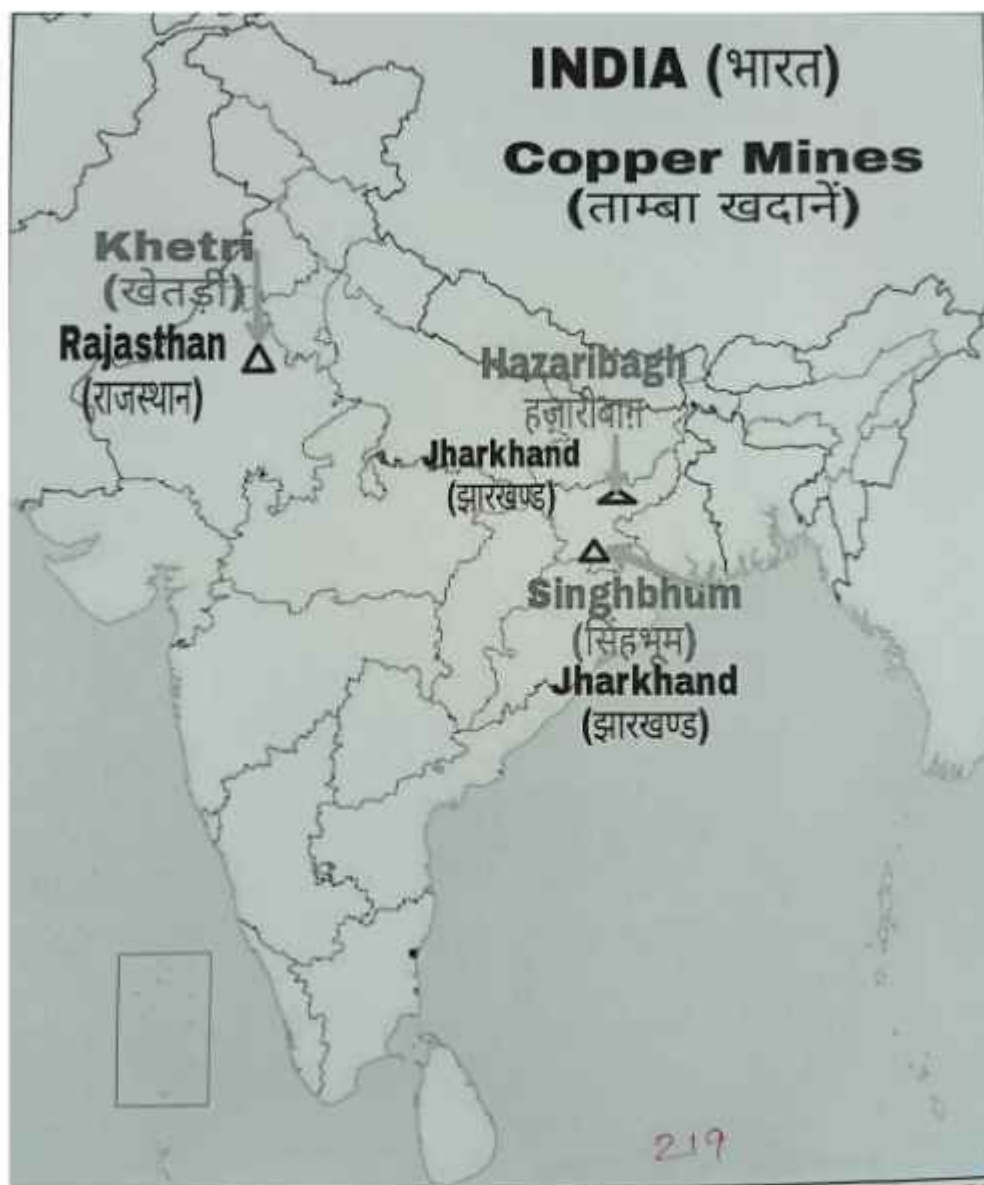 INDIA (भारत)
Copper Mines
(ताम्बा खदानें)
Khetri
(खेतड़ी)
Rajasthan
(राजस्थान)
Hazaribagh
हज़ारीबाग़
Jharkhand
(झारखण्ड)
Singhbhum
(सिंहभूम)
Jharkhand
(झारखण्ड)
219